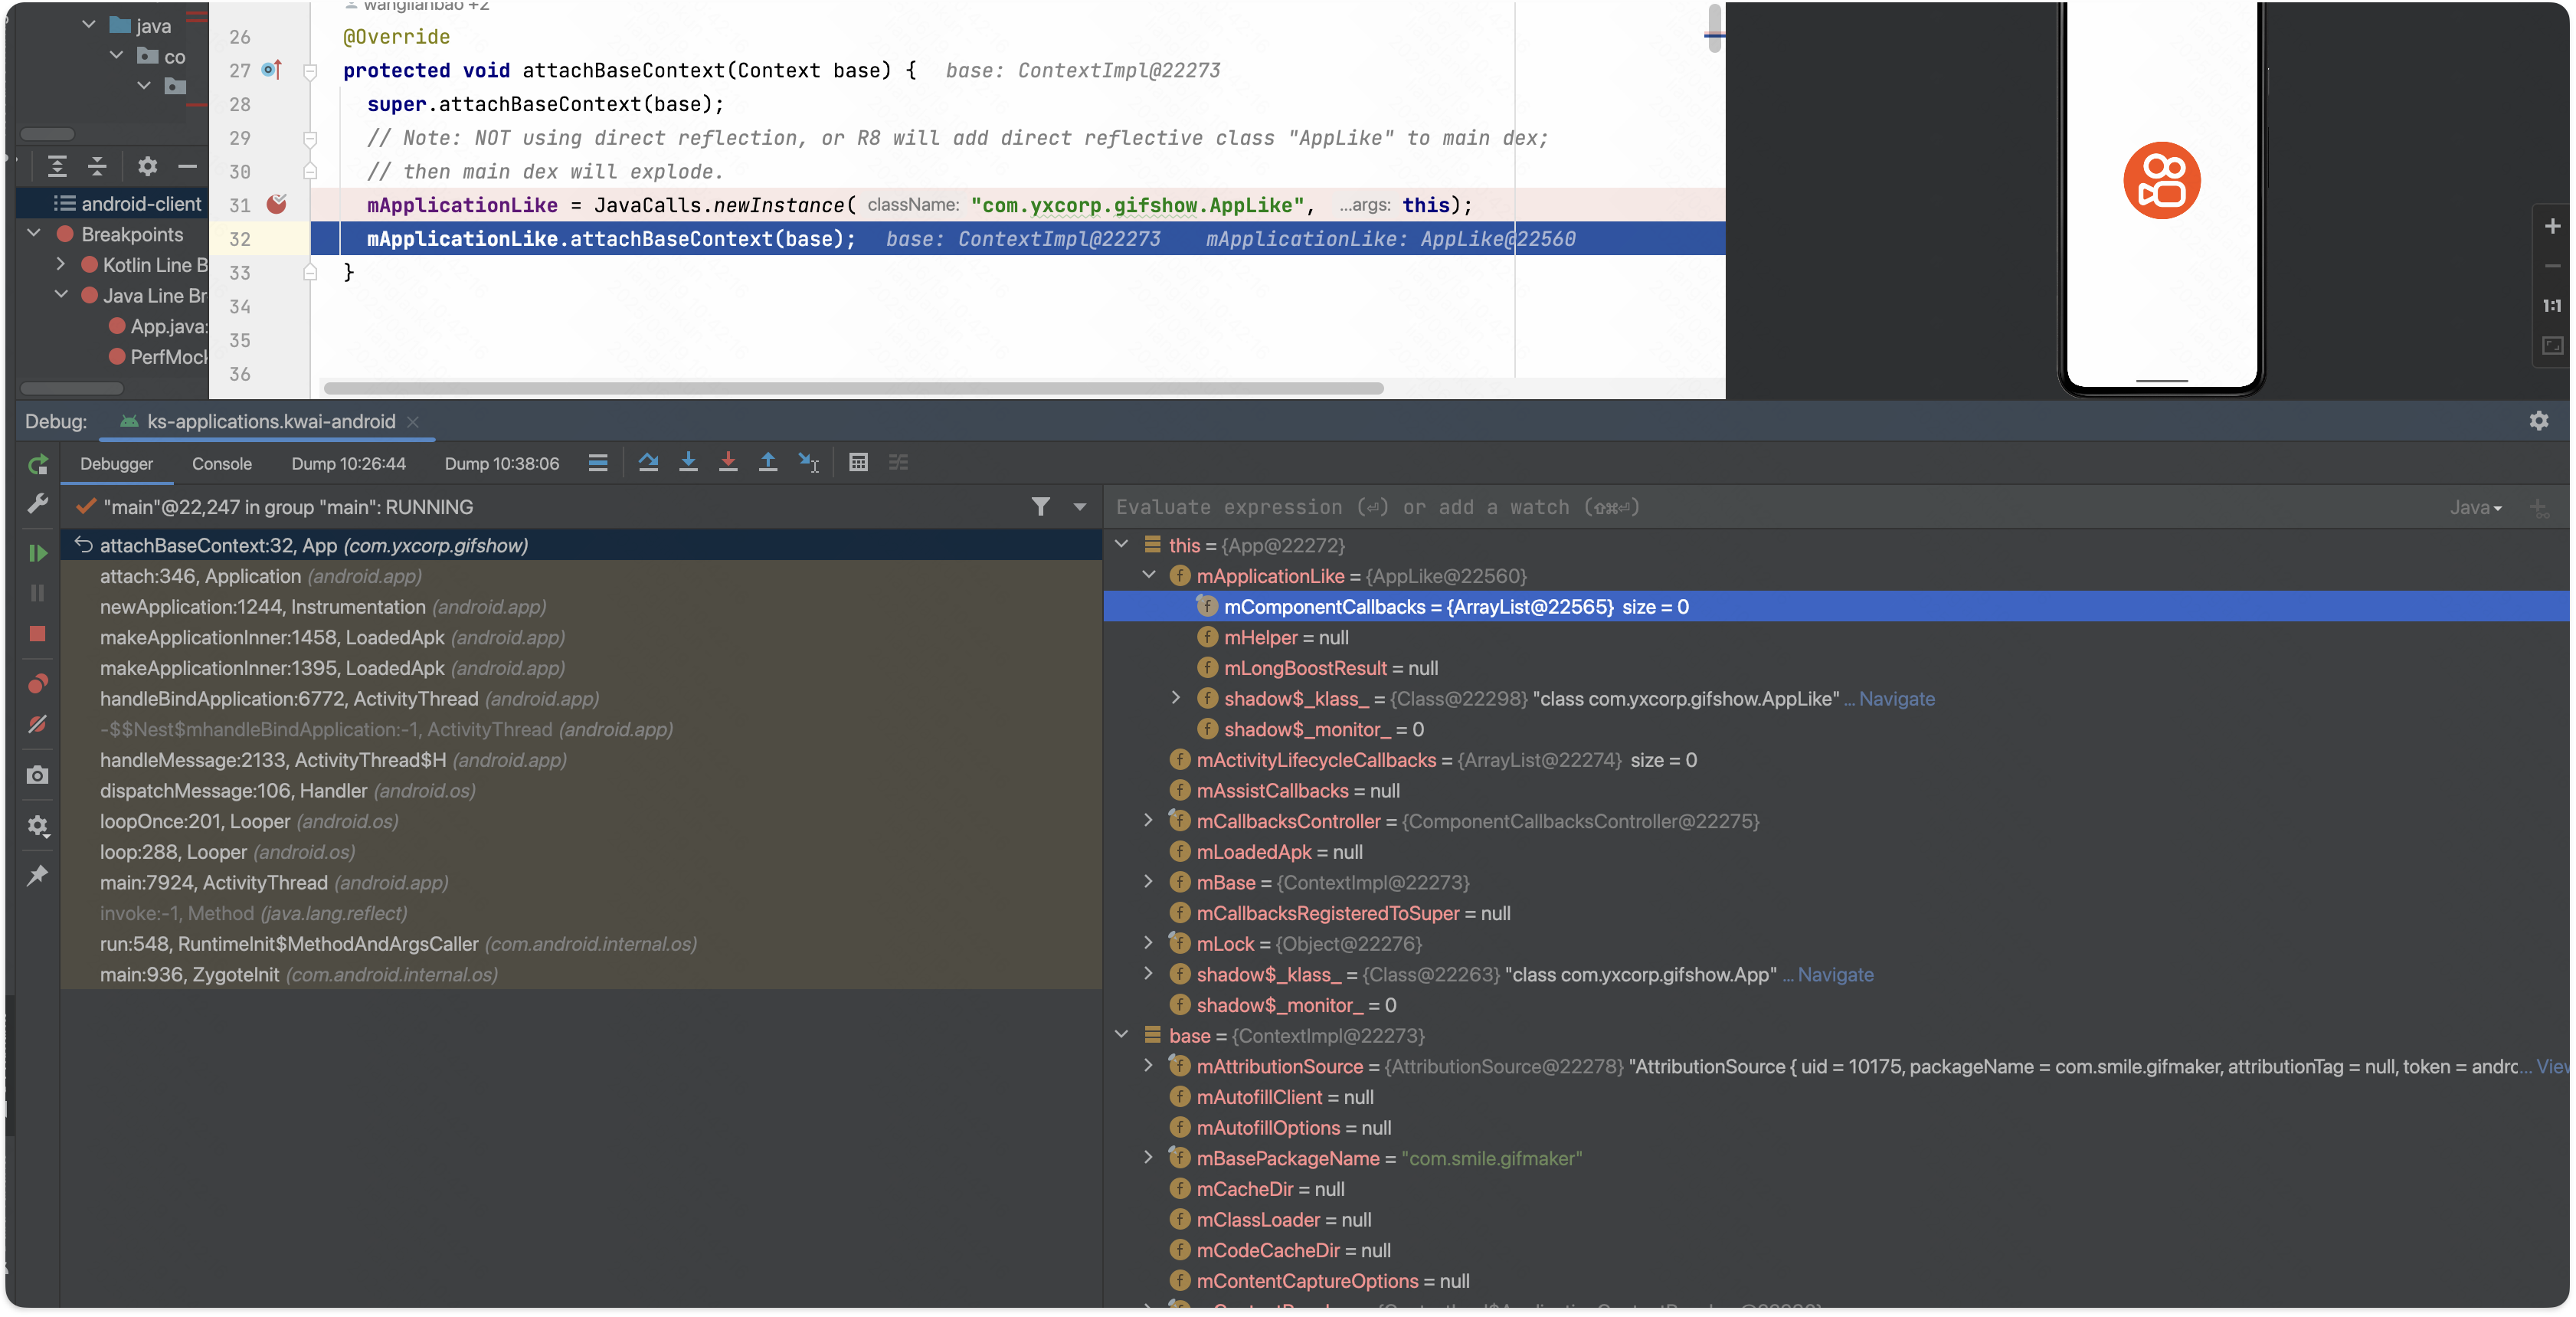 java
co
wanglianbao +2
26
@Override
27
protected void attachBaseContext(Context base) {   base: ContextImpl@22273
28
super.attachBaseContext(base);
29
// Note: NOT using direct reflection, or R8 will add direct reflective class "AppLike" to main dex;
30
// then main dex will explode.
31
mApplicationLike = JavaCalls.newInstance( className: "com.yxcorp.gifshow.AppLike",  ...args: this);
32
mApplicationLike.attachBaseContext(base);   base: ContextImpl@22273    mApplicationLike: AppLike@22560
33
}
34
35
36
android-client
Breakpoints
Kotlin Line B
Java Line Br
App.java:
PerfMock
1:1
Debug:
ks-applications.kwai-android
Debugger
Console
Dump 10:26:44
Dump 10:38:06
"main"@22,247 in group "main": RUNNING
attachBaseContext:32, App (com.yxcorp.gifshow)
attach:346, Application (android.app)
newApplication:1244, Instrumentation (android.app)
makeApplicationInner:1458, LoadedApk (android.app)
makeApplicationInner:1395, LoadedApk (android.app)
handleBindApplication:6772, ActivityThread (android.app)
-$$Nest$mhandleBindApplication:-1, ActivityThread (android.app)
handleMessage:2133, ActivityThread$H (android.app)
dispatchMessage:106, Handler (android.os)
loopOnce:201, Looper (android.os)
loop:288, Looper (android.os)
main:7924, ActivityThread (android.app)
invoke:-1, Method (java.lang.reflect)
run:548, RuntimeInit$MethodAndArgsCaller (com.android.internal.os)
main:936, ZygoteInit (com.android.internal.os)
Evaluate expression (⏎) or add a watch (⇧⌘⏎)
Java
this = {App@22272}
mApplicationLike = {AppLike@22560}
mComponentCallbacks = {ArrayList@22565} size = 0
mHelper = null
mLongBoostResult = null
shadow$_klass_ = {Class@22298} "class com.yxcorp.gifshow.AppLike" ... Navigate
shadow$_monitor_ = 0
mActivityLifecycleCallbacks = {ArrayList@22274} size = 0
mAssistCallbacks = null
mCallbacksController = {ComponentCallbacksController@22275}
mLoadedApk = null
mBase = {ContextImpl@22273}
mCallbacksRegisteredToSuper = null
mLock = {Object@22276}
shadow$_klass_ = {Class@22263} "class com.yxcorp.gifshow.App" ... Navigate
shadow$_monitor_ = 0
base = {ContextImpl@22273}
mAttributionSource = {AttributionSource@22278} "AttributionSource { uid = 10175, packageName = com.smile.gifmaker, attributionTag = null, token = andrc... View
mAutofillClient = null
mAutofillOptions = null
mBasePackageName = "com.smile.gifmaker"
mCacheDir = null
mClassLoader = null
mCodeCacheDir = null
mContentCaptureOptions = null